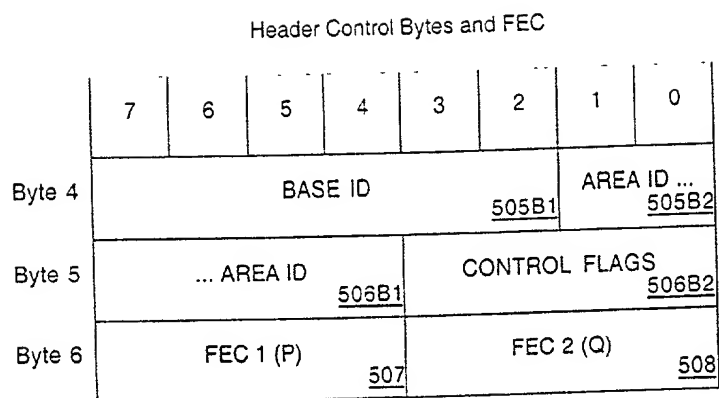 Header Control Bytes and FEC
7 6 5 4 3 2 1 0
Byte 4 BASE ID 505B1 AREA ID ... 505B2
Byte 5 ... AREA ID 506B1 CONTROL FLAGS 506B2
Byte 6 FEC 1 (P) 507 FEC 2 (Q) 508